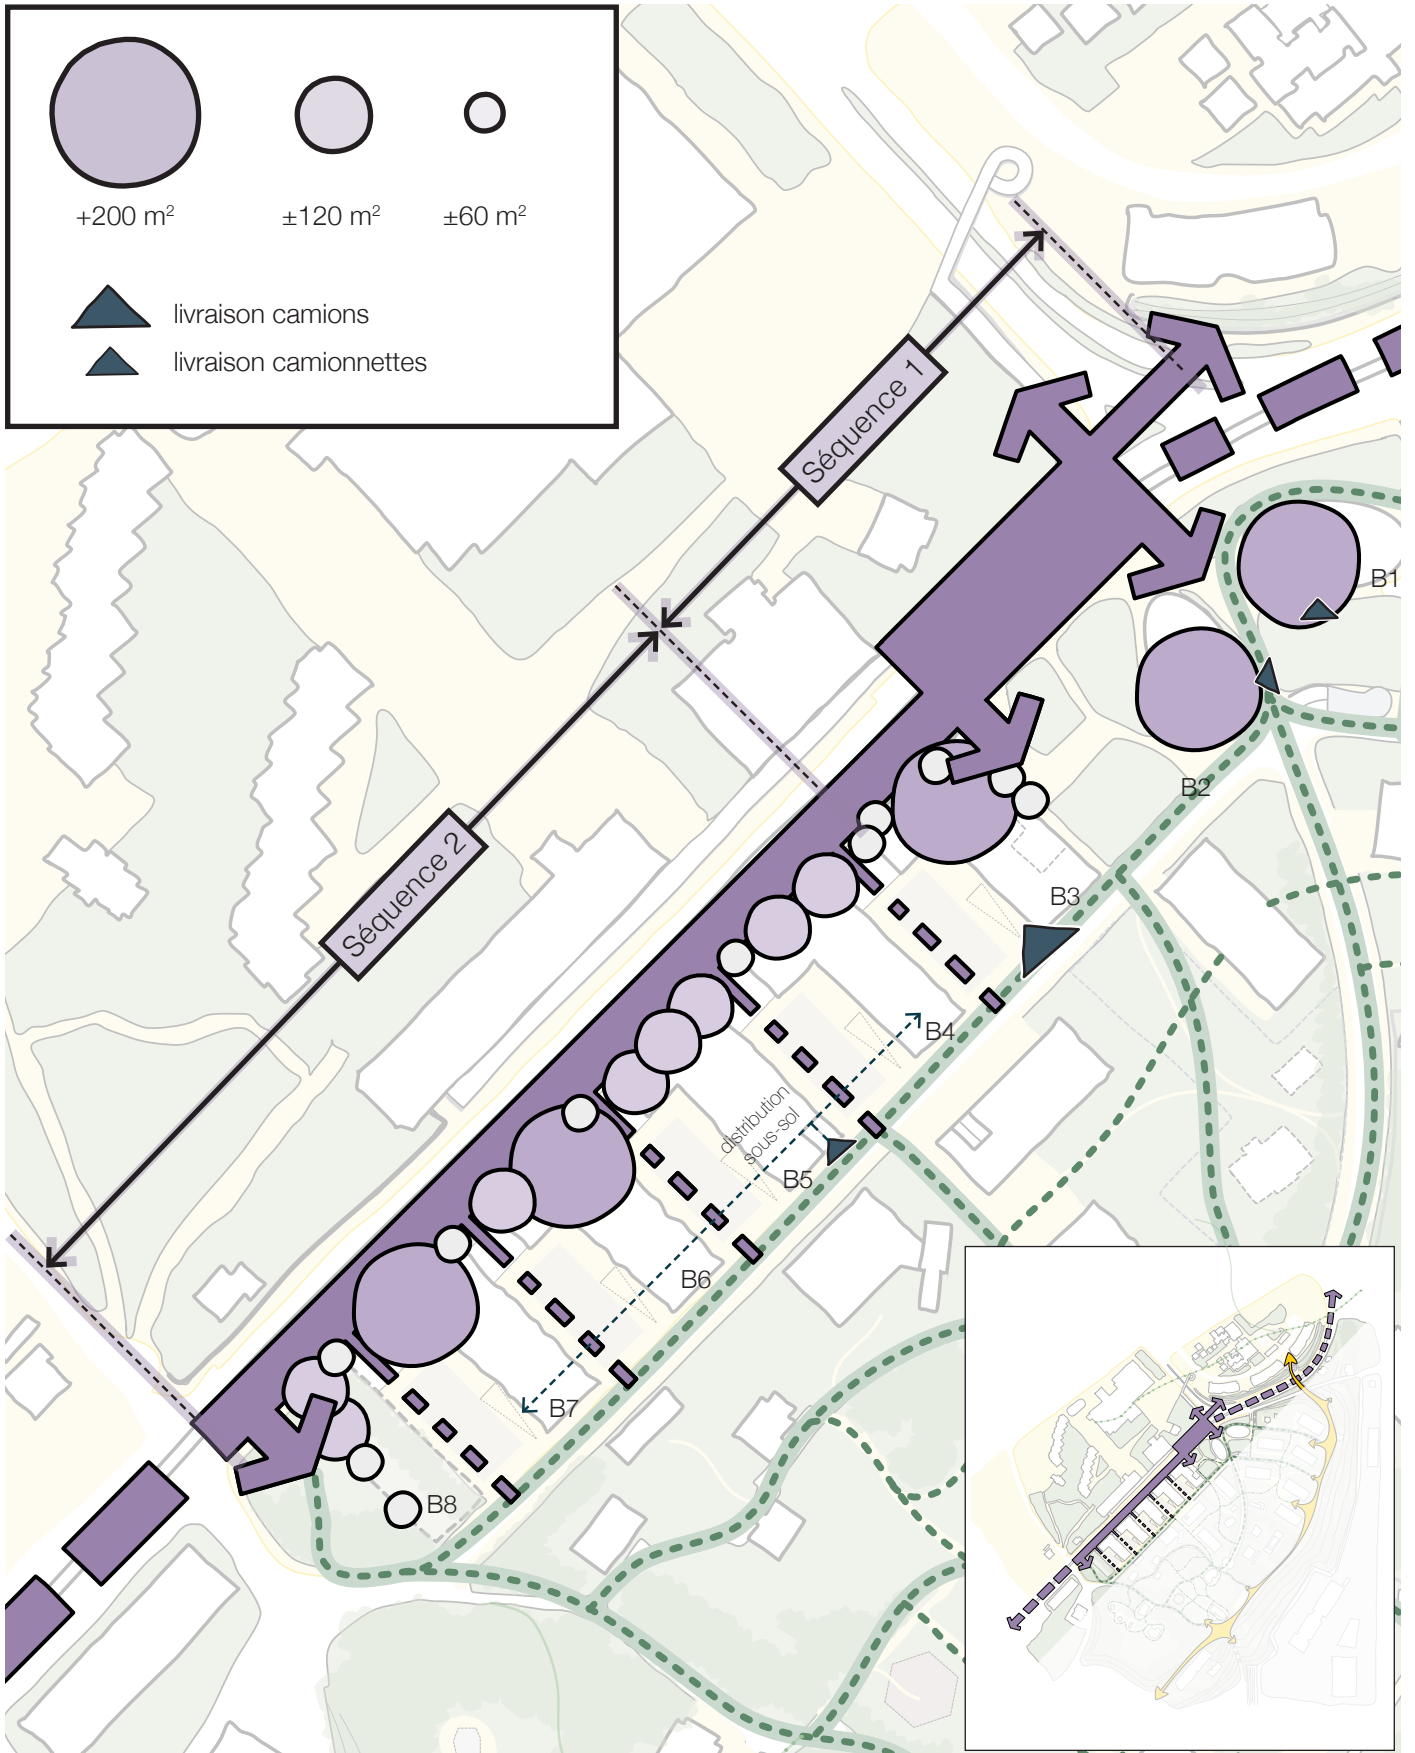 +200 m²
±120 m²
±60 m²
livraison camions
livraison camionnettes
Séquence 1
Séquence 2
B1
B2
B3
B4
distribution
sous-sol
B5
B6
B7
B8